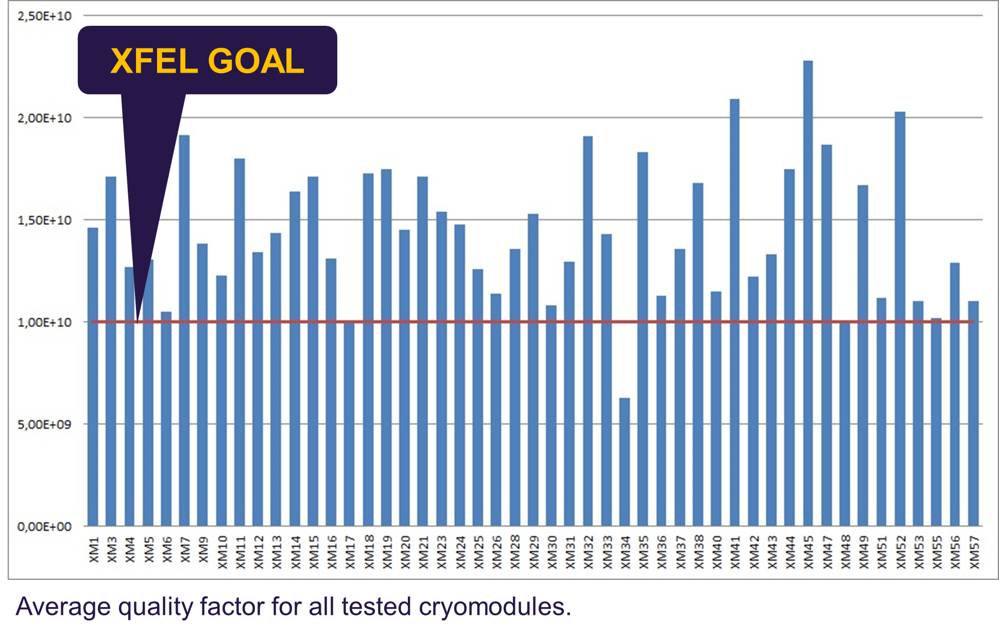 2,50E+10
XFEL GOAL
2,00E+10
1,50E+10
1,00E+10
5,00E+09
0,00E+00
XM1
XM3
XM4
XM5
XM6
XM7
XM9
XM10
XM11
XM12
XM13
XM14
XM15
XM16
XM17
XM18
XM19
XM20
XM21
XM23
XM24
XM25
XM26
XM28
XM29
XM30
XM31
XM32
XM33
XM34
XM35
XM36
XM37
XM38
XM40
XM41
XM42
XM43
XM44
XM45
XM47
XM48
XM49
XM51
XM52
XM53
XM55
XM56
XM57
Average quality factor for all tested cryomodules.